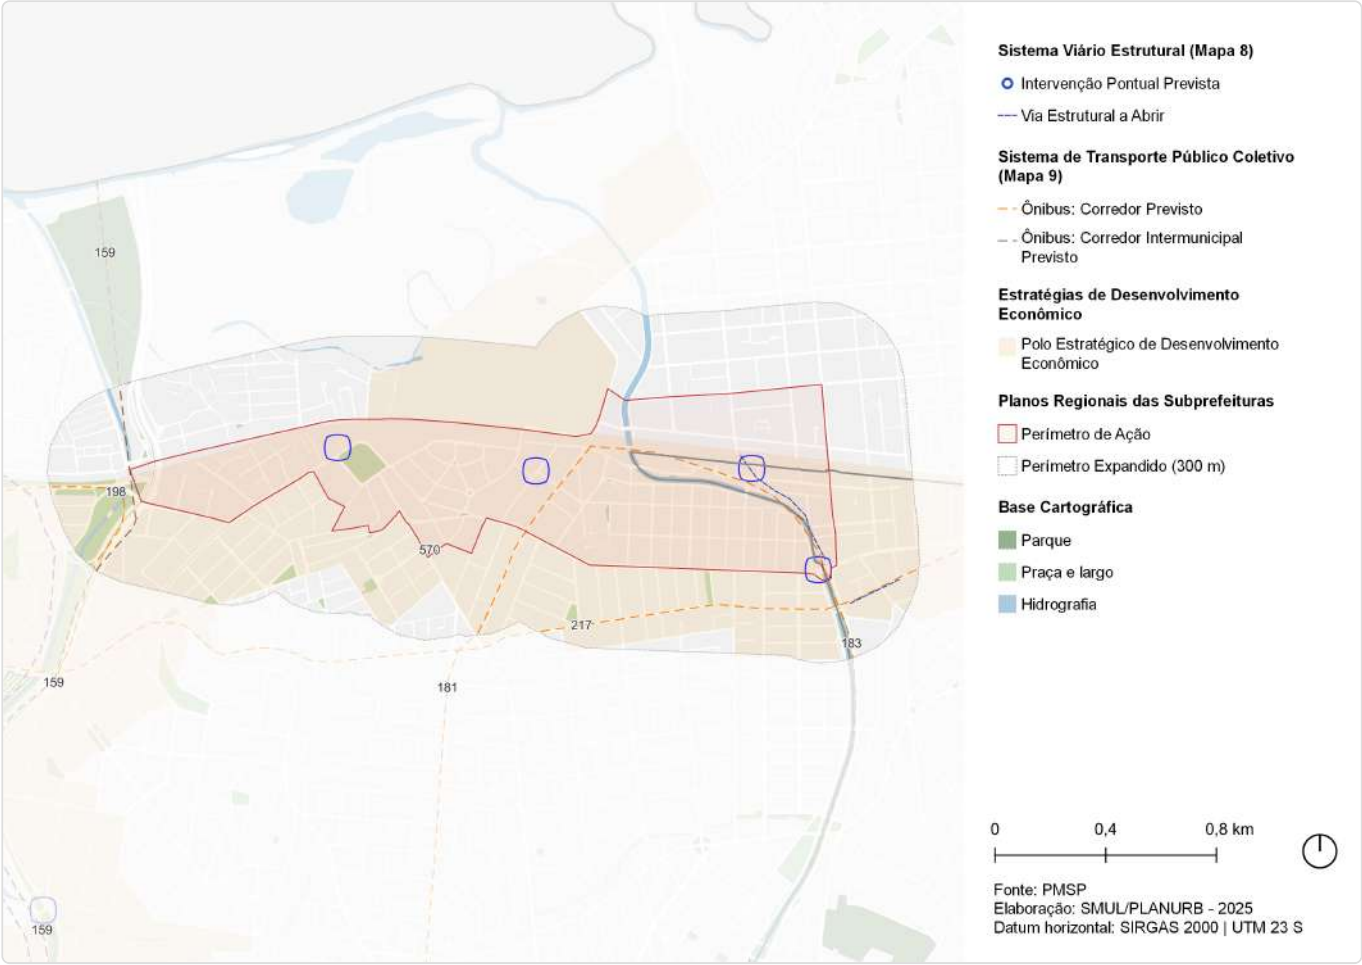 Sistema Viário Estrutural (Mapa 8)
Intervenção Pontual Prevista
Via Estrutural a Abrir
Sistema de Transporte Público Coletivo
(Mapa 9)
Ônibus: Corredor Previsto
Ônibus: Corredor Intermunicipal
Previsto
Estratégias de Desenvolvimento
Econômico
Polo Estratégico de Desenvolvimento
Econômico
Planos Regionais das Subprefeituras
Perímetro de Ação
Perímetro Expandido (300 m)
Base Cartográfica
Parque
Praça e largo
Hidrografia
0 0,4 0,8 km
Fonte: PMSP
Elaboração: SMUL/PLANURB - 2025
Datum horizontal: SIRGAS 2000 | UTM 23 S
159
198
570
217
183
159
181
159